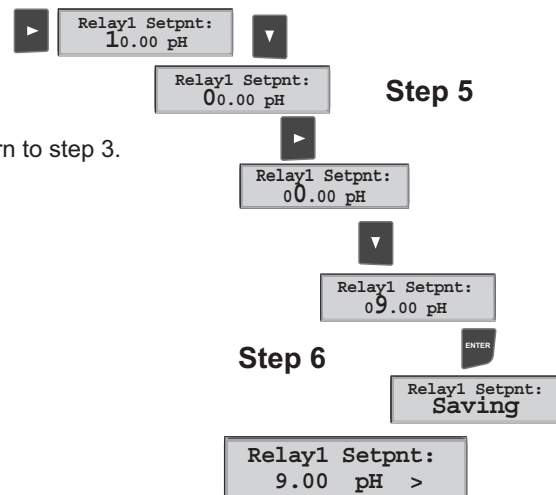 Relay1 Setpnt:
10.00 pH
Relay1 Setpnt:
00.00 pH
Step 5
rn to step 3.
Relay1 Setpnt:
00.00 pH
Relay1 Setpnt:
09.00 pH
ENTER
Step 6
Relay1 Setpnt:
Saving
Relay1 Setpnt:
9.00 pH >